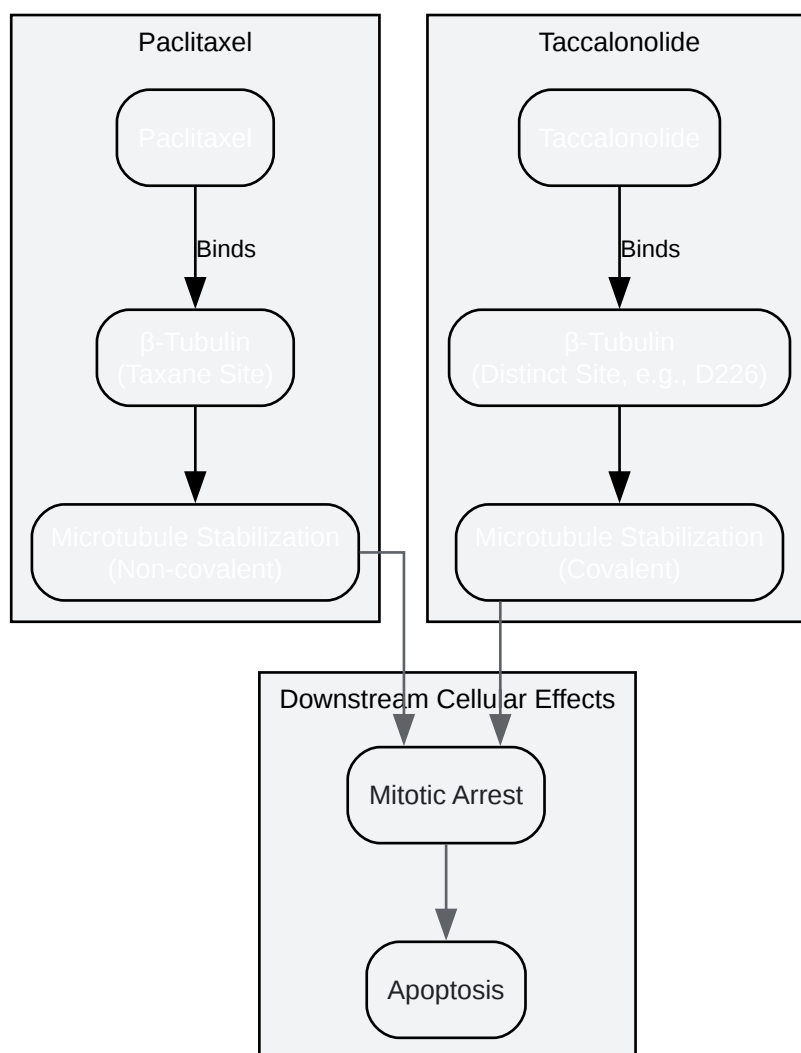 Paclitaxel
Paclitaxel
Binds
β-Tubulin
(Taxane Site)
Microtubule Stabilization
(Non-covalent)
Taccalonolide
Taccalonolide
Binds
β-Tubulin
(Distinct Site, e.g., D226)
Microtubule Stabilization
(Covalent)
Downstream Cellular Effects
Mitotic Arrest
Apoptosis